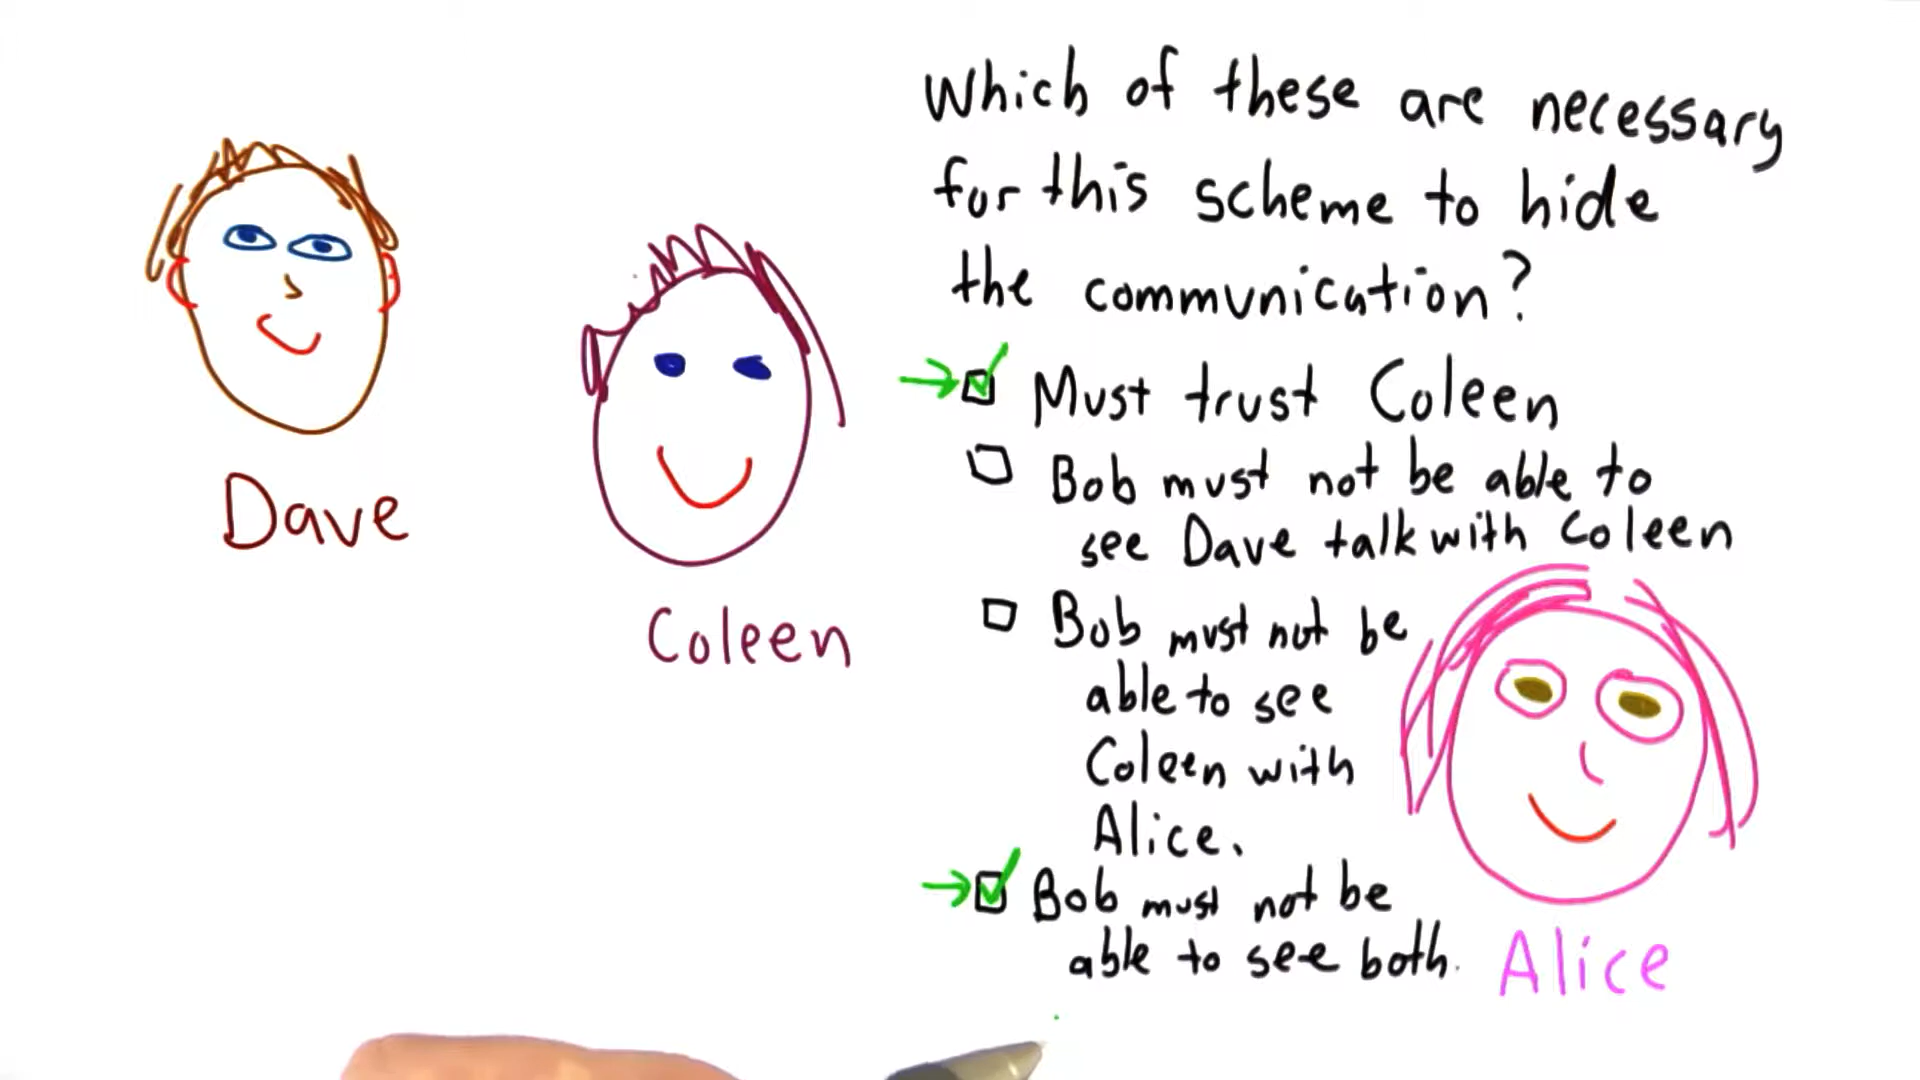 Which of these are necessary
for this scheme to hide
the communication?
Must trust Coleen
Bob must not be able to
see Dave talk with Coleen
Bob must not be
able to see
Coleen with
Alice.
Bob must not be
able to see both.
Dave
Coleen
Alice